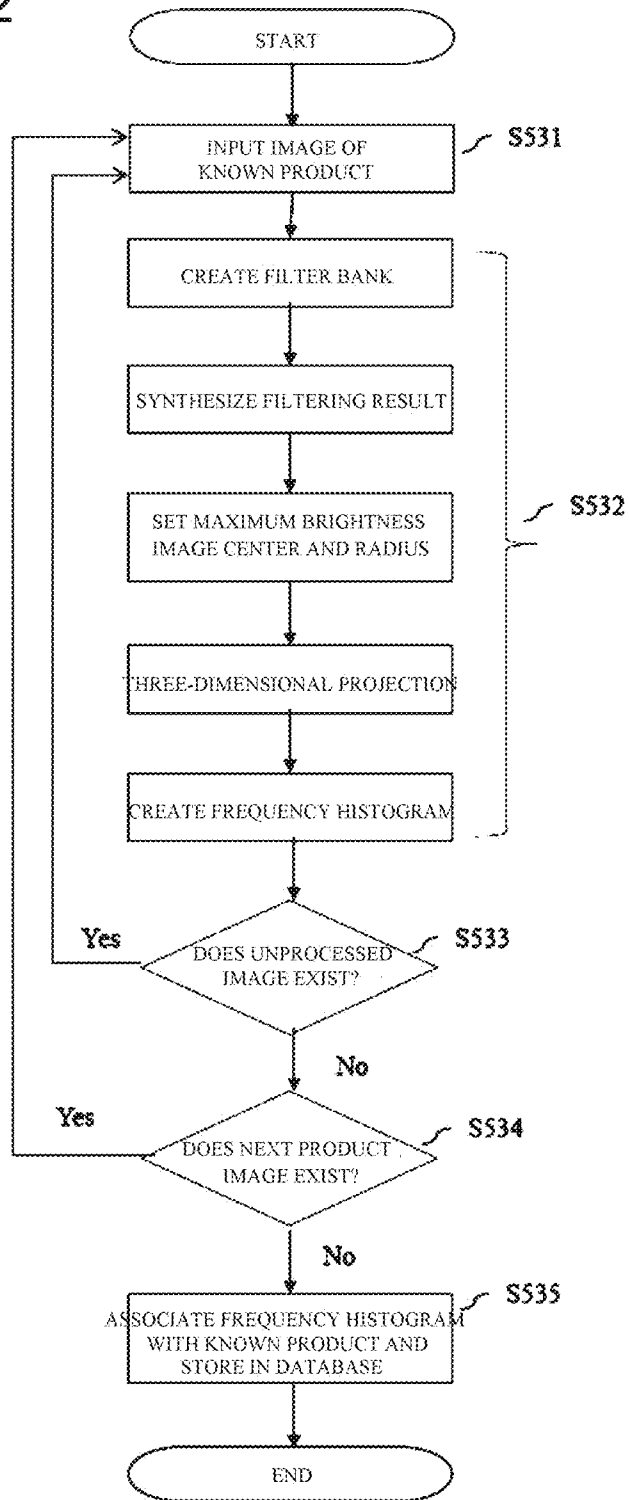 2
START
INPUT IMAGE OF
KNOWN PRODUCT
S531
CREATE FILTER BANK
SYNTHESIZE FILTERING RESULT
SET MAXIMUM BRIGHTNESS
IMAGE CENTER AND RADIUS
S532
THREE-DIMENSIONAL PROJECTION
CREATE FREQUENCY HISTOGRAM
Yes
DOES UNPROCESSED
IMAGE EXIST?
S533
No
Yes
DOES NEXT PRODUCT
IMAGE EXIST?
S534
No
ASSOCIATE FREQUENCY HISTOGRAM
WITH KNOWN PRODUCT AND
STORE IN DATABASE
S535
END